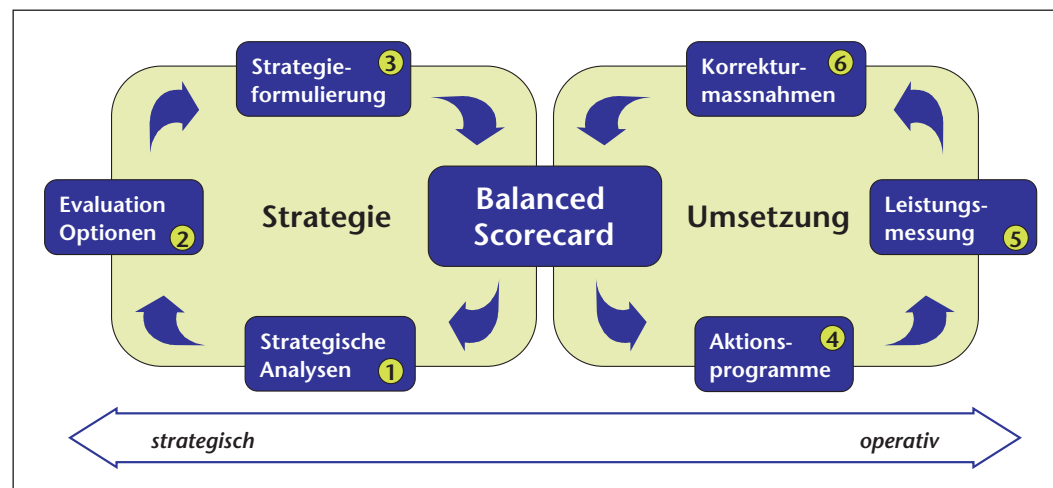 Strategie-
formulierung
3
Korrektur-
massnahmen
6
Evaluation
Optionen
2
Strategie
Balanced
Scorecard
Umsetzung
Leistungs-
messung
5
Strategische
Analysen
1
Aktions-
programme
4
strategisch
operativ